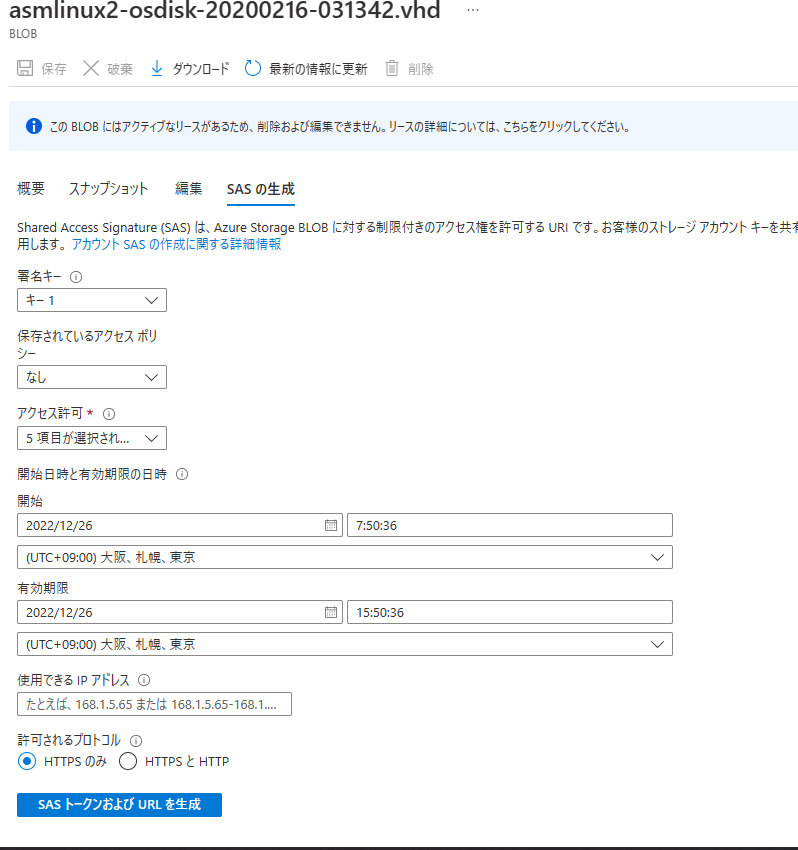 asmlinux2-osdisk-20200216-031342.vhd ...
BLOB
保存 破棄 ダウンロード 最新の情報に更新 削除
この BLOB にはアクティブなリースがあるため、削除および編集できません。リースの詳細については、こちらをクリックしてください。
概要 スナップショット 編集 SAS の生成
Shared Access Signature (SAS) は、Azure Storage BLOB に対する制限付きのアクセス権を許可する URI です。お客様のストレージ アカウント キーを共有
用します。 アカウント SAS の作成に関する詳細情報
署名キー
キー 1
保存されているアクセス ポリ
シー
なし
アクセス許可 *
5 項目が選択され...
開始日時と有効期限の日時
開始
2022/12/26 7:50:36
(UTC+09:00) 大阪、札幌、東京
有効期限
2022/12/26 15:50:36
(UTC+09:00) 大阪、札幌、東京
使用できる IP アドレス
たとえば、168.1.5.65 または 168.1.5.65-168.1....
許可されるプロトコル
HTTPS のみ HTTPS と HTTP
SAS トークンおよび URL を生成